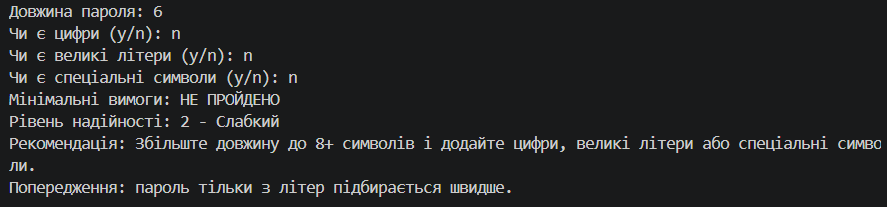 Довжина пароля: 6
Чи є цифри (y/n): n
Чи є великі літери (y/n): n
Чи є спеціальні символи (y/n): n
Мінімальні вимоги: НЕ ПРОЙДЕНО
Рівень надійності: 2 - Слабкий
Рекомендація: Збільште довжину до 8+ символів і додайте цифри, великі літери або спеціальні симво
ли.
Попередження: пароль тільки з літер підбирається швидше.